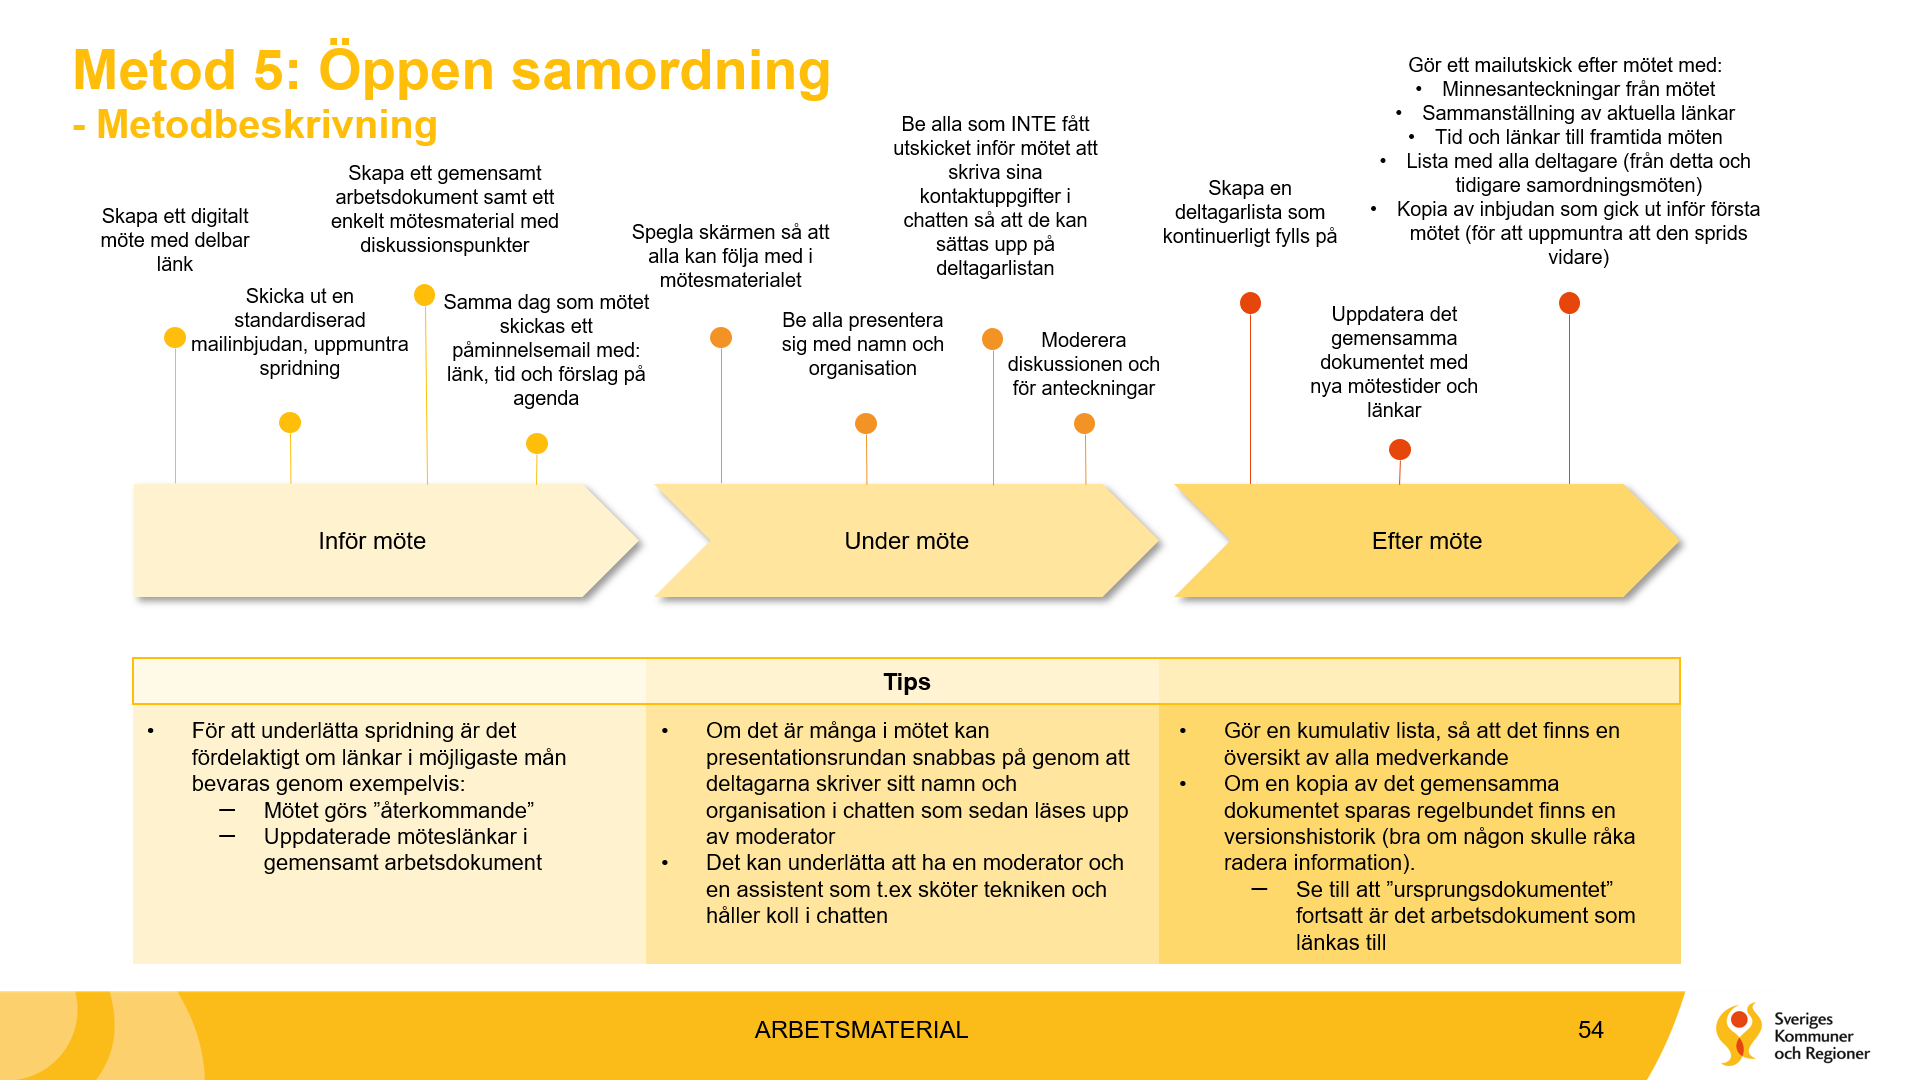 Metod 5: Öppen samordning
- Metodbeskrivning
Skapa ett digitalt
möte med delbar
länk
Skicka ut en
standardiserad
mailinbjudan, uppmuntra
spridning
Skapa ett gemensamt
arbetsdokument samt ett
enkelt mötesmaterial med
diskussionspunkter
Samma dag som mötet
skickas ett
påminnelsemail med:
länk, tid och förslag på
agenda
Spegla skärmen så att
alla kan följa med i
mötesmaterialet
Be alla presentera
sig med namn och
organisation
Be alla som INTE fått
utskicket inför mötet att
skriva sina
kontaktuppgifter i
chatten så att de kan
sättas upp på
deltagarlistan
Moderera
diskussionen och
för anteckningar
Skapa en
deltagarlista som
kontinuerligt fylls på
Uppdatera det
gemensamma
dokumentet med
nya mötestider och
länkar
Gör ett mailutskick efter mötet med:
• Minnesanteckningar från mötet
• Sammanställning av aktuella länkar
• Tid och länkar till framtida möten
• Lista med alla deltagare (från detta och
tidigare samordningsmöten)
• Kopia av inbjudan som gick ut inför första
mötet (för att uppmuntra att den sprids
vidare)
Inför möte
Under möte
Efter möte
Tips
• För att underlätta spridning är det
fördelaktigt om länkar i möjligaste mån
bevaras genom exempelvis:
– Mötet görs ”återkommande”
– Uppdaterade möteslänkar i
gemensamt arbetsdokument
• Om det är många i mötet kan
presentationsrundan snabbas på genom att
deltagarna skriver sitt namn och
organisation i chatten som sedan läses upp
av moderator
• Det kan underlätta att ha en moderator och
en assistent som t.ex sköter tekniken och
håller koll i chatten
• Gör en kumulativ lista, så att det finns en
översikt av alla medverkande
• Om en kopia av det gemensamma
dokumentet sparas regelbundet finns en
versionshistorik (bra om någon skulle råka
radera information).
– Se till att ”ursprungsdokumentet”
fortsatt är det arbetsdokument som
länkas till
ARBETSMATERIAL
54
Sveriges
Kommuner
och Regioner